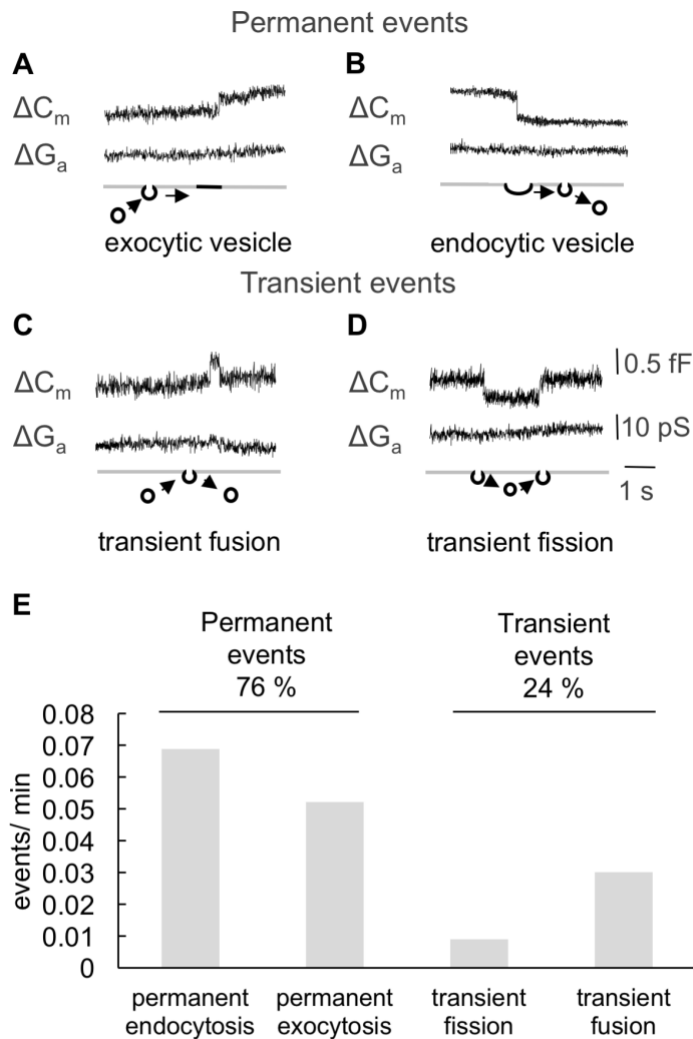 Permanent events
A
B
ΔCm
ΔCm
ΔGa
ΔGa
exocytic vesicle
endocytic vesicle
Transient events
C
D
ΔCm
ΔCm
0.5 fF
ΔGa
ΔGa
10 pS
1 s
transient fusion
transient fission
E
Permanent
events
76 %
Transient
events
24 %
events/ min
0.08
0.07
0.06
0.05
0.04
0.03
0.02
0.01
0
permanent
endocytosis
permanent
exocytosis
transient
fission
transient
fusion